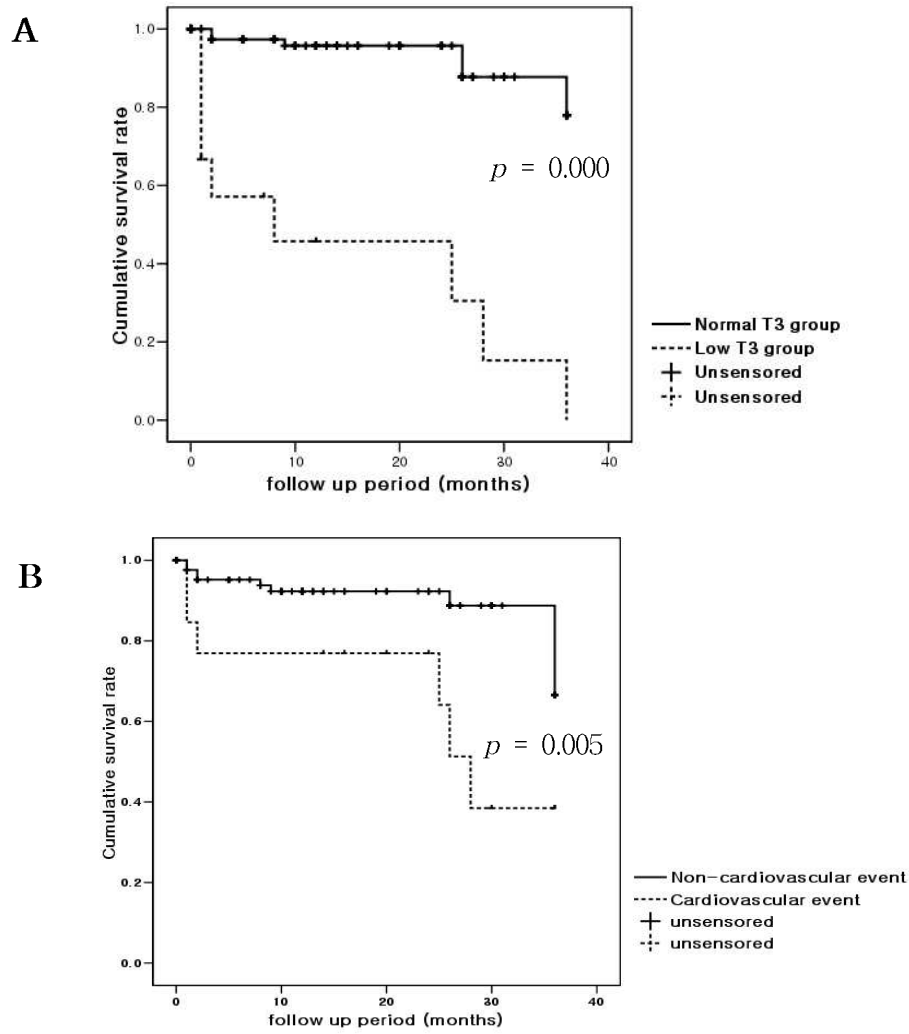 A
Cumulative survival rate
1.0
0.8
0.6
0.4
0.2
0.0
p = 0.000
0 10 20 30 40
follow up period (months)
Normal T3 group
Low T3 group
Unsensored
Unsensored
B
Cumulative survival rate
1.0
0.8
0.6
0.4
0.2
0.0
p = 0.005
0 10 20 30 40
follow up period (months)
Non-cardiovascular event
Cardiovascular event
unsensored
unsensored